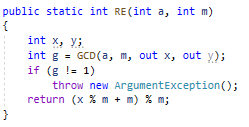 public static int RE(int a, int m)
{
    int x, y;
    int g = GCD(a, m, out x, out y);
    if (g != 1)
        throw new ArgumentException();
    return (x % m + m) % m;
}